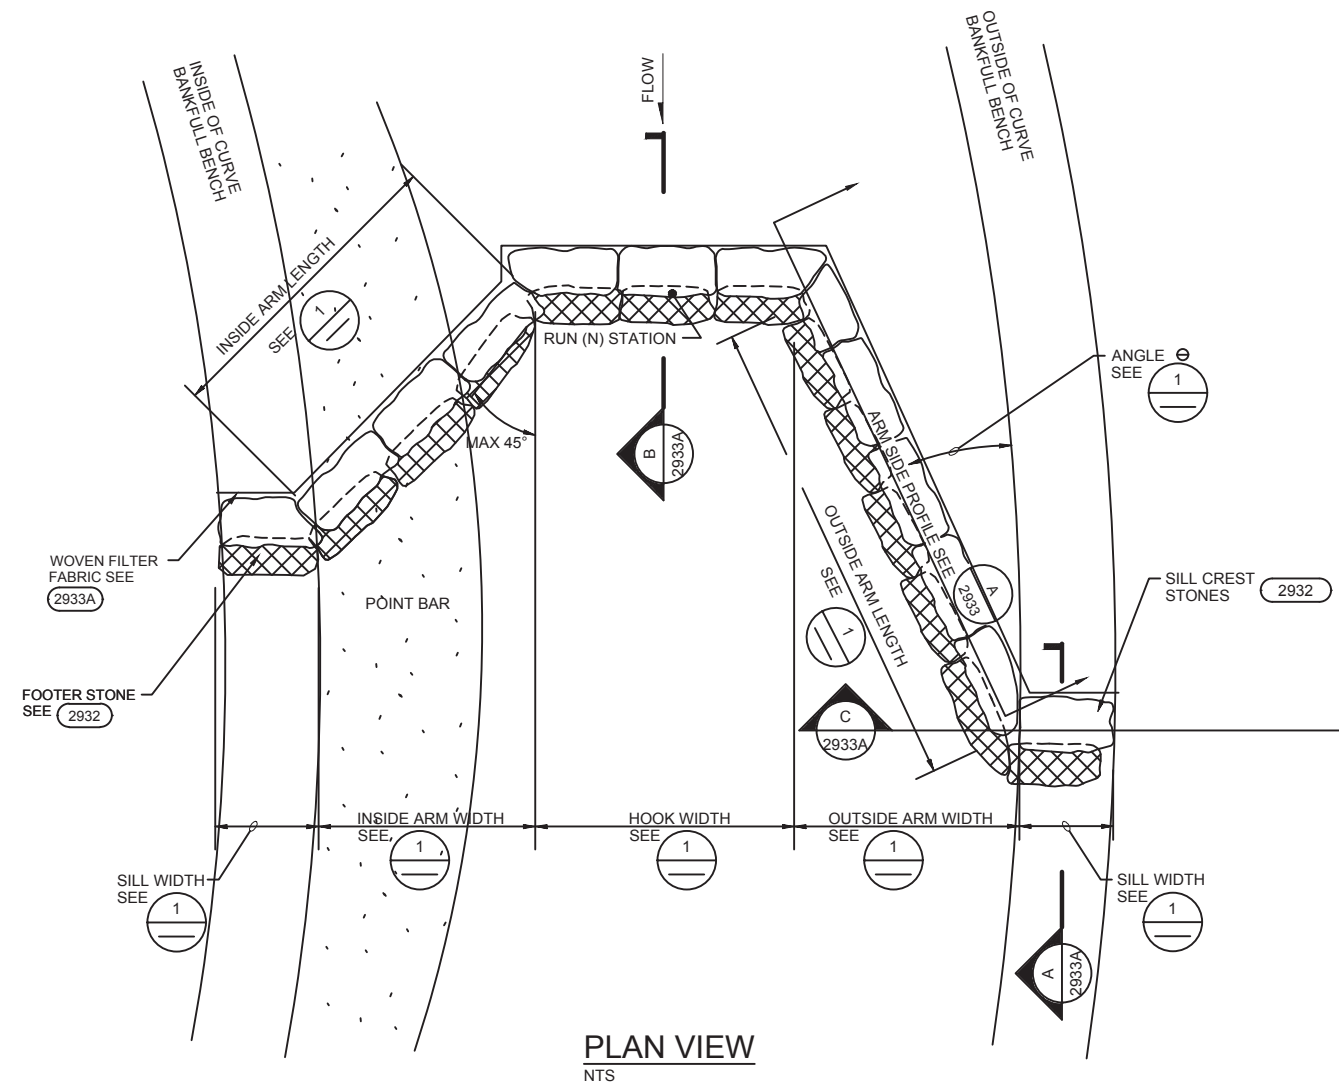 INSIDE OF CURVE
BANKFULL BENCH
FLOW
OUTSIDE OF CURVE
BANKFULL BENCH
INSIDE ARM LENGTH
SEE
1
RUN (N) STATION
MAX 45°
B
2933A
ANGLE Ɵ
SEE
1
ARM SIDE PROFILE SEE
A
2933
OUTSIDE ARM LENGTH
SEE
1
WOVEN FILTER
FABRIC SEE
2933A
POINT BAR
SILL CREST
STONES
2932
FOOTER STONE
SEE
2932
C
2933A
INSIDE ARM WIDTH
SEE
1
HOOK WIDTH
SEE
1
OUTSIDE ARM WIDTH
SEE
1
SILL WIDTH
SEE
1
SILL WIDTH
SEE
1
A
2933A
PLAN VIEW
NTS